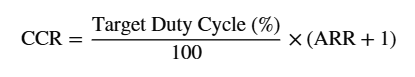 CCR = Target Duty Cycle (%) / 100 × (ARR + 1)